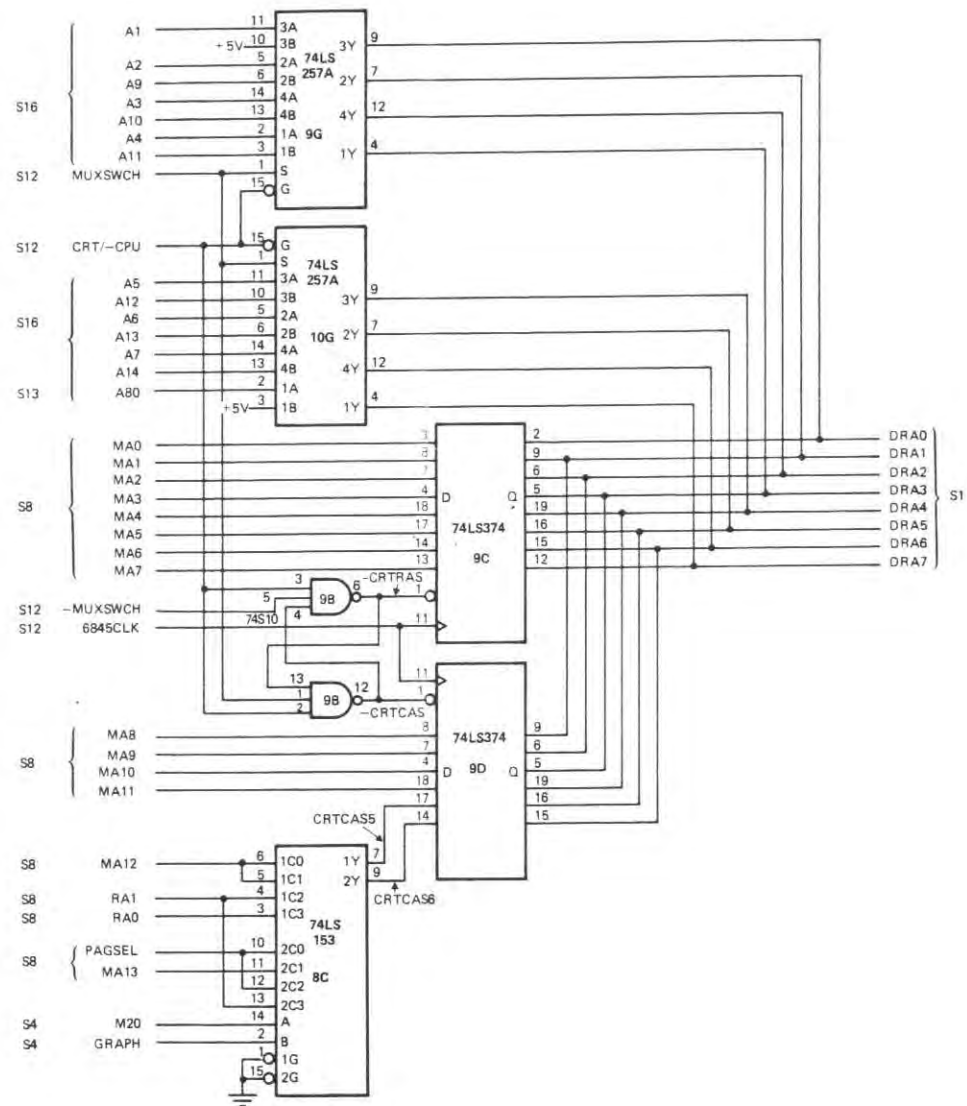 A1 11 3A 3Y 9
+5V 10 3B 74LS
A2 5 2A 257A
A9 6 2B 2Y 7
S16 A3 14 4A
A10 13 4B 4Y 12
A4 2 1A 9G
A11 3 1B 1Y 4
S12 MUXSWCH 1 S
15 G
S12 CRT/-CPU 15 G
1 S 74LS
A5 11 3A 257A
A12 10 3B 3Y 9
S16 A6 5 2A
A13 6 2B 10G 2Y 7
A7 14 4A
A14 13 4B 4Y 12
S13 A80 2 1A
+5V 3 1B 1Y 4
MA0 3 2 DRA0
MA1 8 9 DRA1
MA2 7 6 DRA2
S8 MA3 4 D Q 5 DRA3 S1
MA4 18 19 DRA4
MA5 17 74LS374 16 DRA5
MA6 14 9C 15 DRA6
MA7 13 12 DRA7
3 9B 6 -CRTRAS 1
S12 -MUXSWCH 5
4 74S10
S12 6845CLK 11
11
13 9B 12 1
1 -CRTCAS
2
MA8 8 74LS374 9
S8 MA9 7 6
MA10 4 D 9D Q 5
MA11 18 19
17 16
14 15
CRTCAS5
S8 MA12 6 1C0 1Y 7
5 1C1 2Y 9
CRTCAS6
S8 RA1 4 1C2
S8 RA0 3 1C3 74LS
153
S8 PAGSEL 10 2C0
MA13 11 2C1 8C
12 2C2
13 2C3
S4 M20 14 A
S4 GRAPH 2 B
1 1G
15 2G